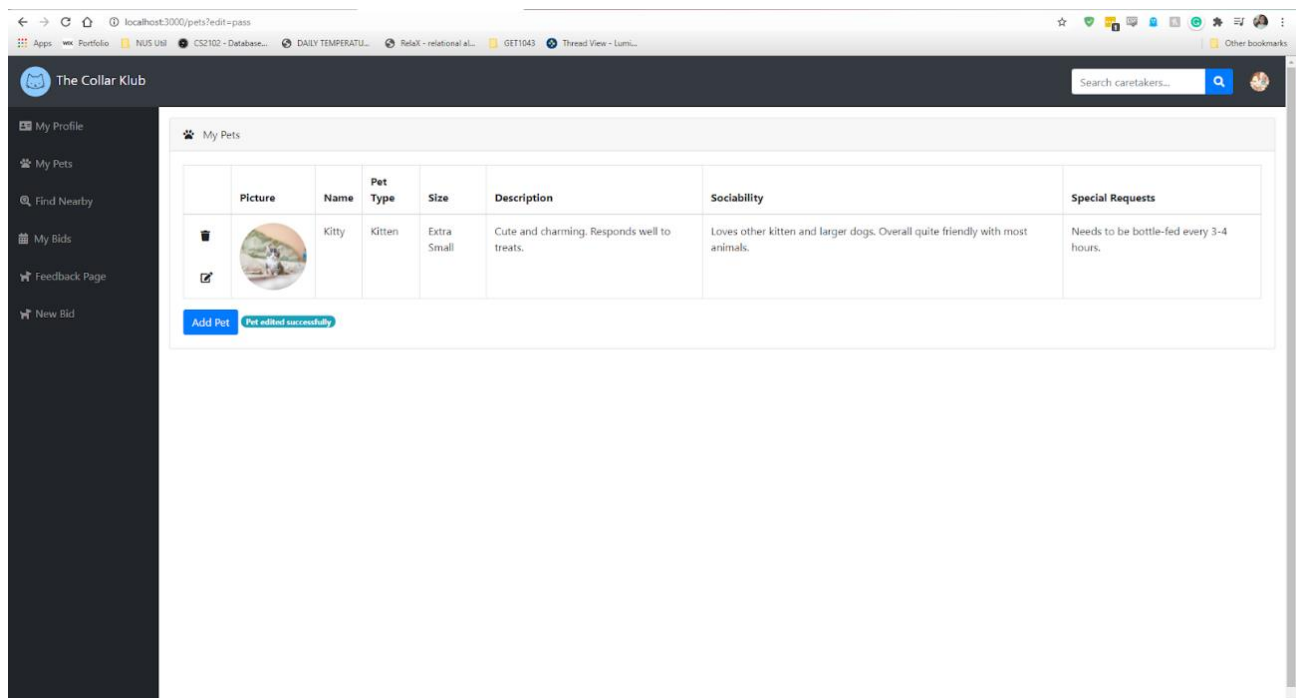 localhost:3000/pets?edit=pass
Apps WIX Portfolio NUS Util CS2102 - Database... DAILY TEMPERATU... RelaX - relational al... GET1043 Thread View - Lumi... Other bookmarks
The Collar Klub Search caretakers...
My Profile
My Pets
Find Nearby
My Bids
Feedback Page
New Bid
My Pets
Picture Name Pet Type Size Description Sociability Special Requests
Kitty Kitten Extra Cute and charming. Responds well to Loves other kitten and larger dogs. Overall quite friendly with most Needs to be bottle-fed every 3-4
Small treats. animals. hours.
Add Pet Pet edited successfully